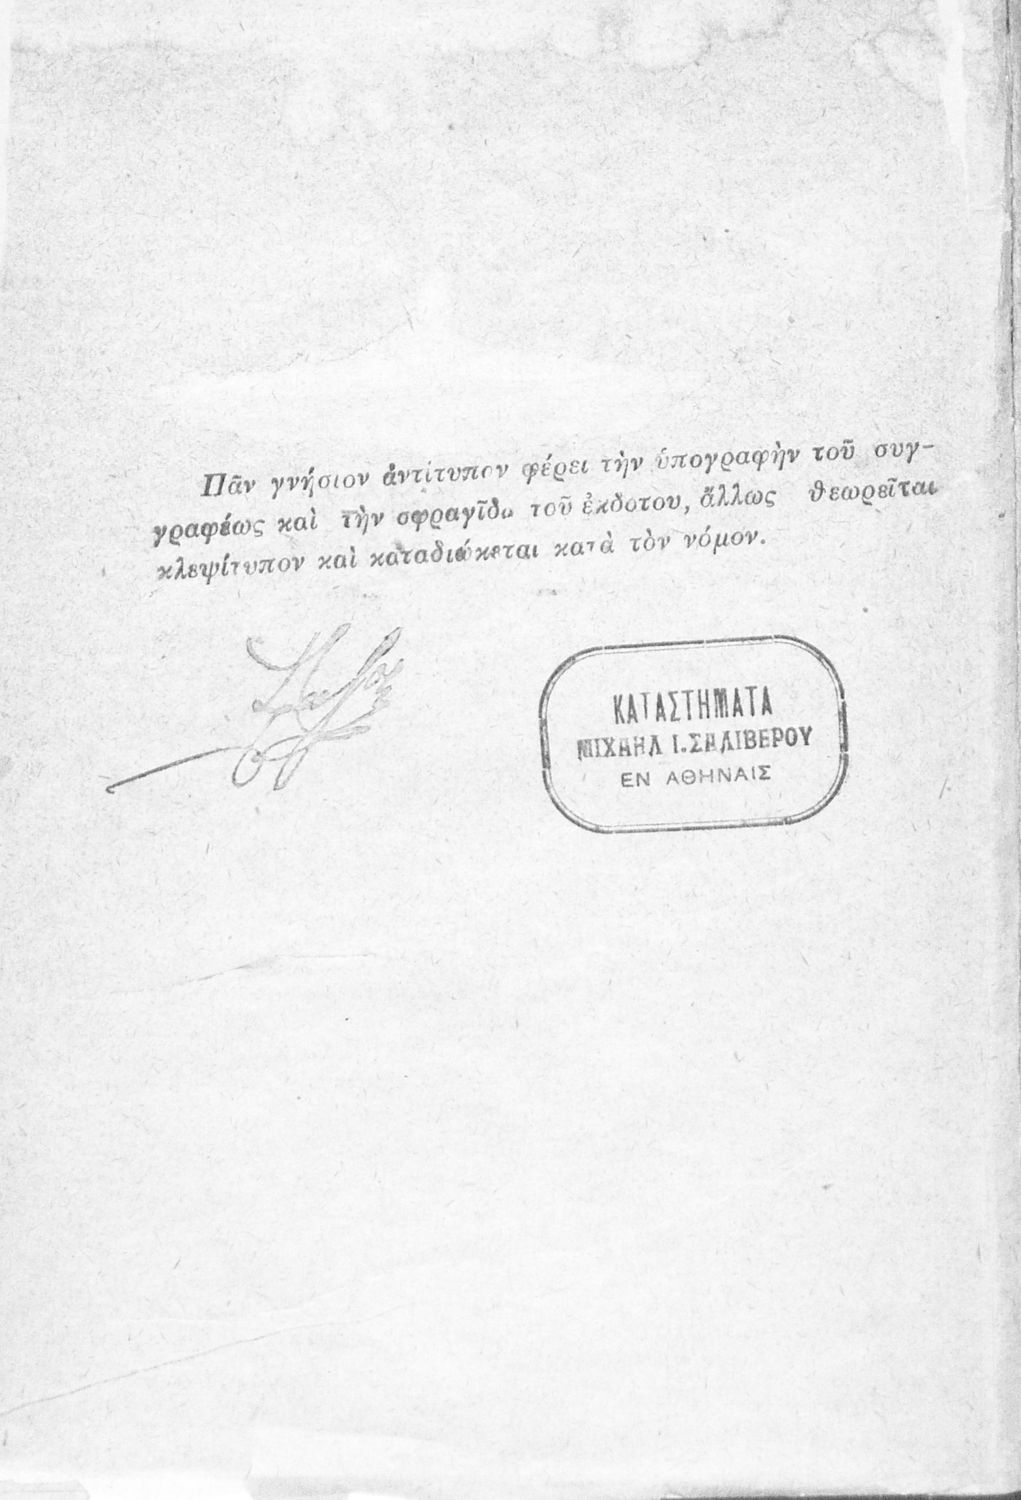 Πᾶν γνήσιον ἀντίτυπον φέρει τὴν ὑπογραφὴν τοῦ συγ-
γραφέως καὶ τὴν σφραγῖδα τοῦ ἐκδοτου, ἄλλως θεωρεῖται
κλεψίτυπον καὶ καταδιώκεται κατὰ τὸν νόμον.
ΚΑΤΑΣΤΗΜΑΤΑ
ΜΙΧΑΗΛ Ι. ΣΑΛΙΒΕΡΟΥ
ΕΝ ΑΘΗΝΑΙΣ